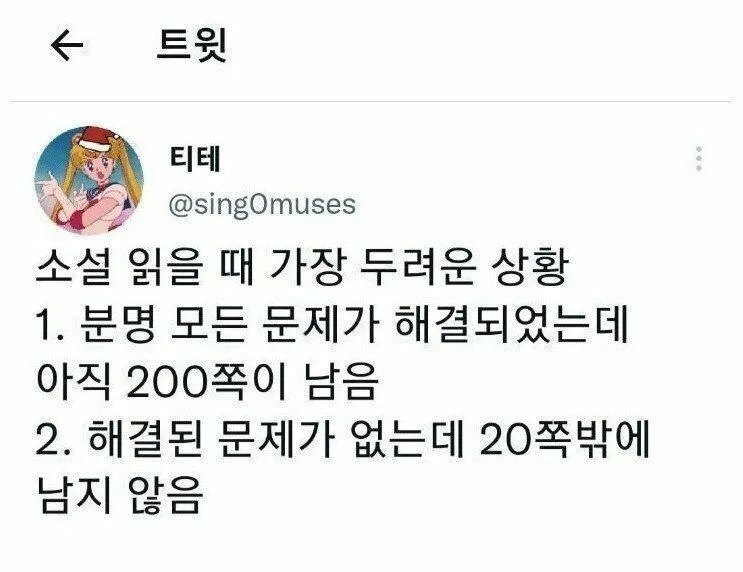 트윗
티테
@sing0muses
소설 읽을 때 가장 두려운 상황
1. 분명 모든 문제가 해결되었는데
아직 200쪽이 남음
2. 해결된 문제가 없는데 20쪽밖에
남지 않음